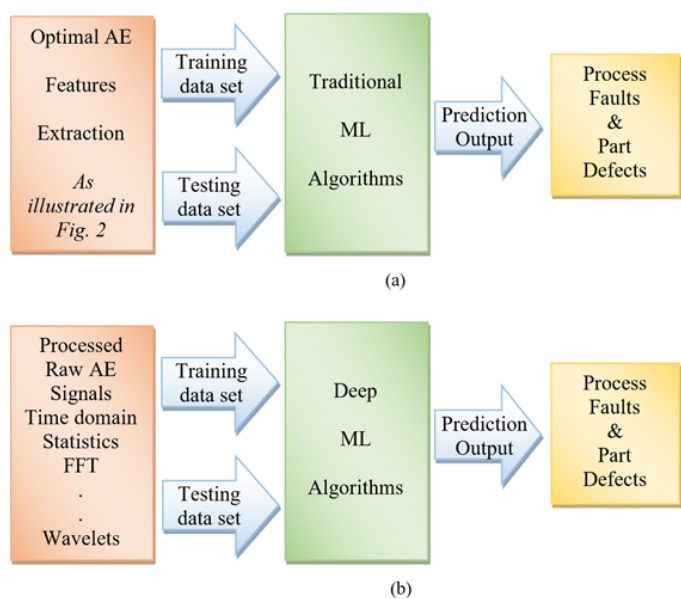 Optimal AE
Features
Extraction
As
illustrated in
Fig. 2
Training
data set
Testing
data set
Traditional
ML
Algorithms
Prediction
Output
Process
Faults
&
Part
Defects
(a)
Processed
Raw AE
Signals
Time domain
Statistics
FFT
.
.
Wavelets
Training
data set
Testing
data set
Deep
ML
Algorithms
Prediction
Output
Process
Faults
&
Part
Defects
(b)